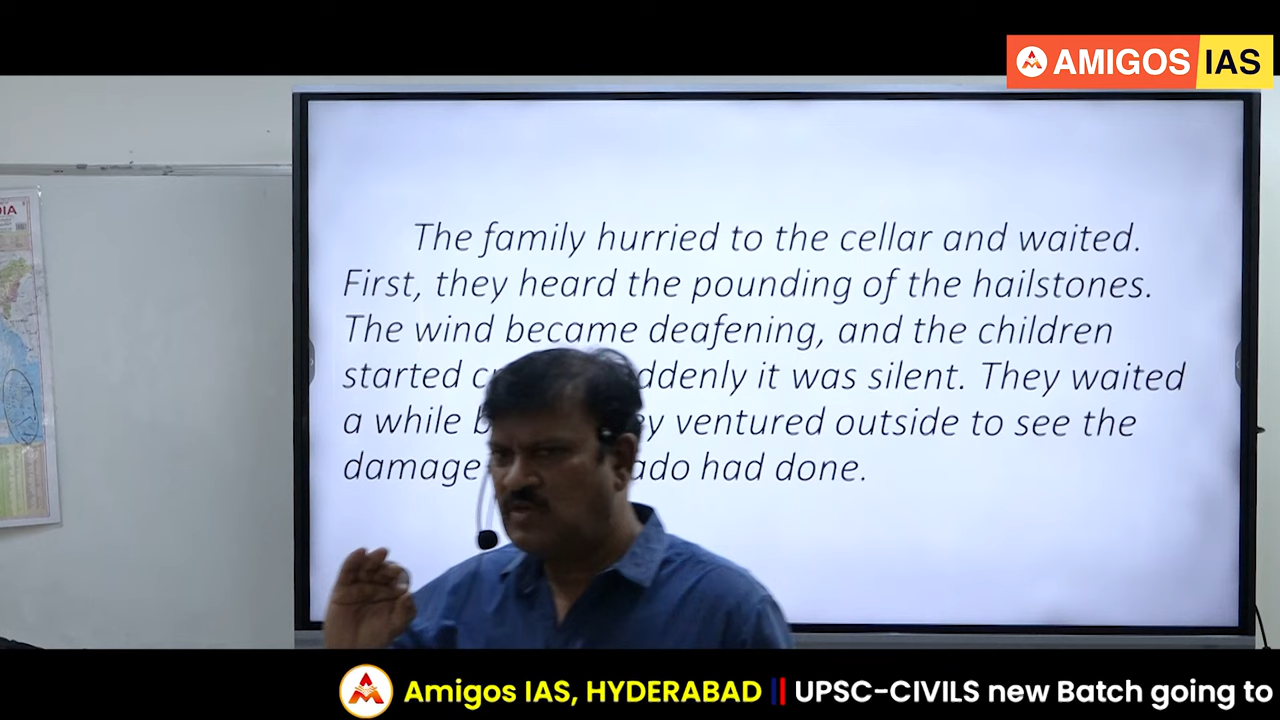 AMIGOS IAS
DIA
The family hurried to the cellar and waited.
First, they heard the pounding of the hailstones.
The wind became deafening, and the children
started ddenly it was silent. They waited
a while ventured outside to see the
damage ado had done.
Amigos IAS, HYDERABAD || UPSC-CIVILS new Batch going to